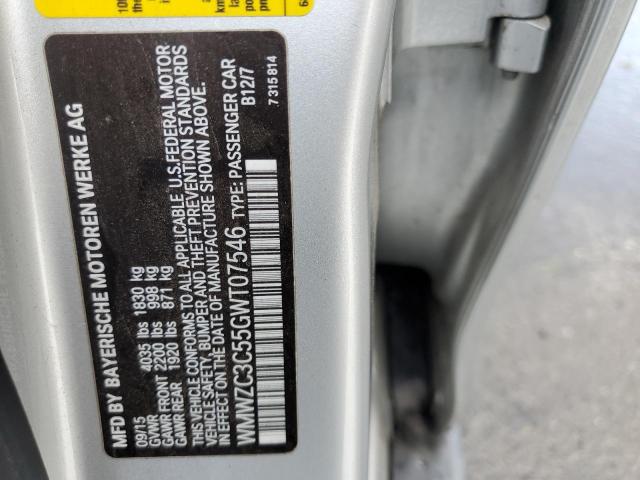 MFD BY BAYERISCHE MOTOREN WERKE AG
09/15
GVWR 4035 lbs 1830 kg
GAWR FRONT 2200 lbs 998 kg
GAWR REAR 1920 lbs 871 kg
THIS VEHICLE CONFORMS TO ALL APPLICABLE U.S.FEDERAL MOTOR
VEHICLE SAFETY, BUMPER AND THEFT PREVENTION STANDARDS
IN EFFECT ON THE DATE OF MANUFACTURE SHOWN ABOVE.
WMWZC3C55GWT07546 TYPE: PASSENGER CAR
B12/7
7 315 814